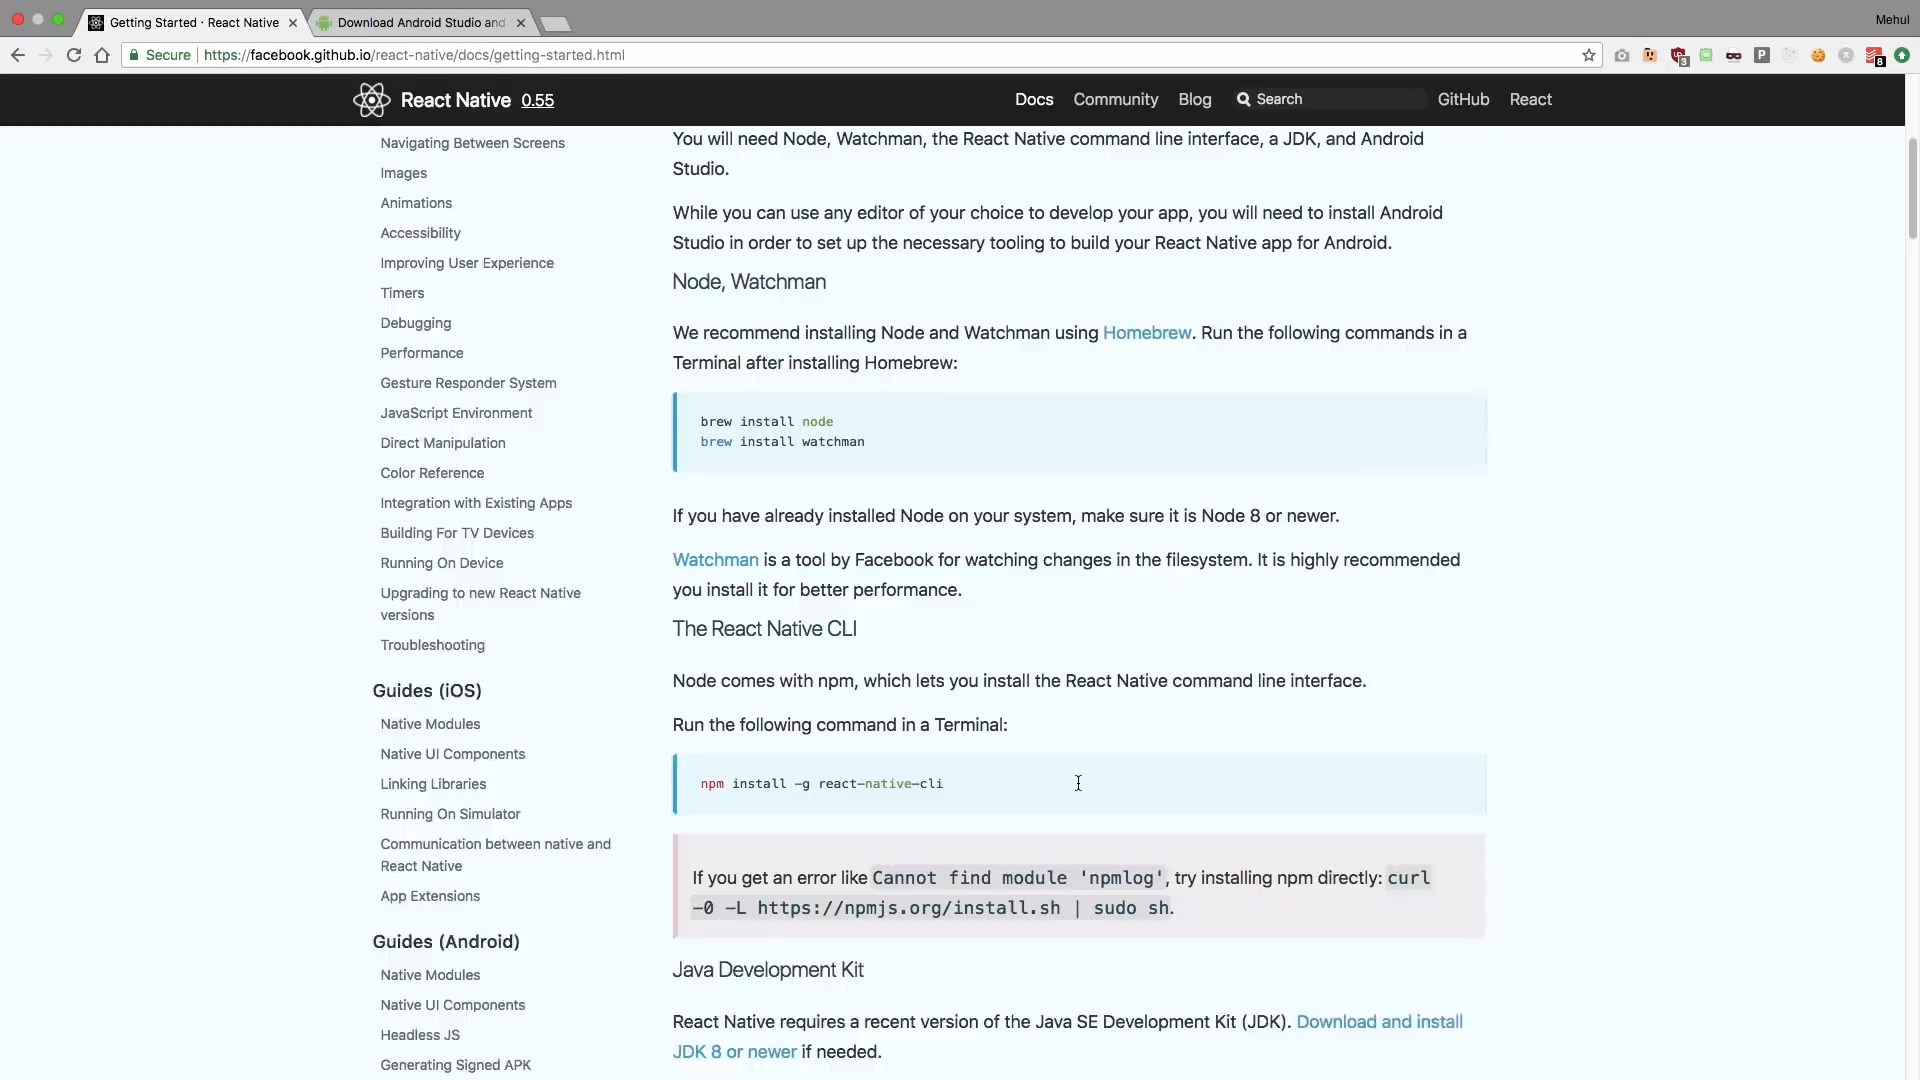 Getting Started · React Native
Download Android Studio and
Mehul
Secure
https://facebook.github.io/react-native/docs/getting-started.html
3
P
8
React Native 0.55
Docs
Community
Blog
Search
GitHub
React
Navigating Between Screens
Images
Animations
Accessibility
Improving User Experience
Timers
Debugging
Performance
Gesture Responder System
JavaScript Environment
Direct Manipulation
Color Reference
Integration with Existing Apps
Building For TV Devices
Running On Device
Upgrading to new React Native
versions
Troubleshooting
Guides (iOS)
Native Modules
Native UI Components
Linking Libraries
Running On Simulator
Communication between native and
React Native
App Extensions
Guides (Android)
Native Modules
Native UI Components
Headless JS
Generating Signed APK
You will need Node, Watchman, the React Native command line interface, a JDK, and Android
Studio.
While you can use any editor of your choice to develop your app, you will need to install Android
Studio in order to set up the necessary tooling to build your React Native app for Android.
Node, Watchman
We recommend installing Node and Watchman using Homebrew. Run the following commands in a
Terminal after installing Homebrew:
brew install node
brew install watchman
If you have already installed Node on your system, make sure it is Node 8 or newer.
Watchman is a tool by Facebook for watching changes in the filesystem. It is highly recommended
you install it for better performance.
The React Native CLI
Node comes with npm, which lets you install the React Native command line interface.
Run the following command in a Terminal:
npm install -g react-native-cli
If you get an error like Cannot find module 'npmlog', try installing npm directly: curl
-0 -L https://npmjs.org/install.sh | sudo sh.
Java Development Kit
React Native requires a recent version of the Java SE Development Kit (JDK). Download and install
JDK 8 or newer if needed.